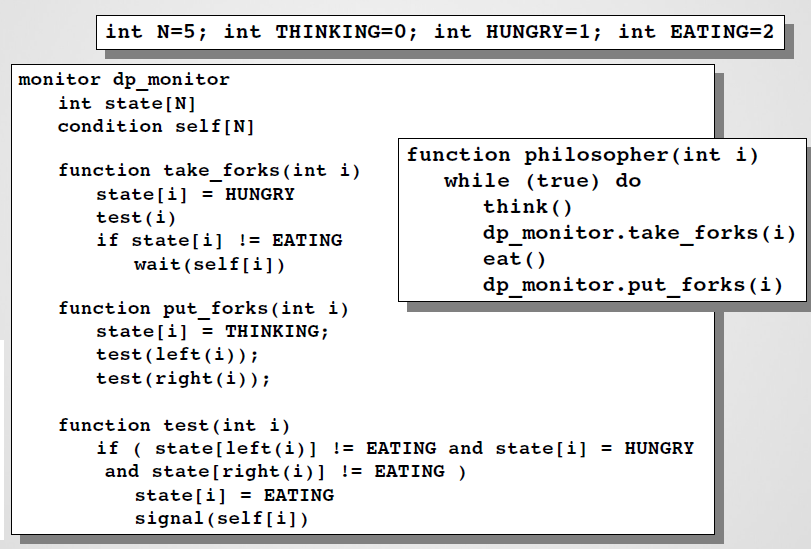 int N=5; int THINKING=0; int HUNGRY=1; int EATING=2
monitor dp_monitor
int state[N]
condition self[N]
function take_forks(int i)
state[i] = HUNGRY
test(i)
if state[i] != EATING
wait(self[i])
function put_forks(int i)
state[i] = THINKING;
test(left(i));
test(right(i));
function test(int i)
if ( state[left(i)] != EATING and state[i] = HUNGRY
and state[right(i)] != EATING )
state[i] = EATING
signal(self[i])
function philosopher(int i)
while (true) do
think()
dp_monitor.take_forks(i)
eat()
dp_monitor.put_forks(i)